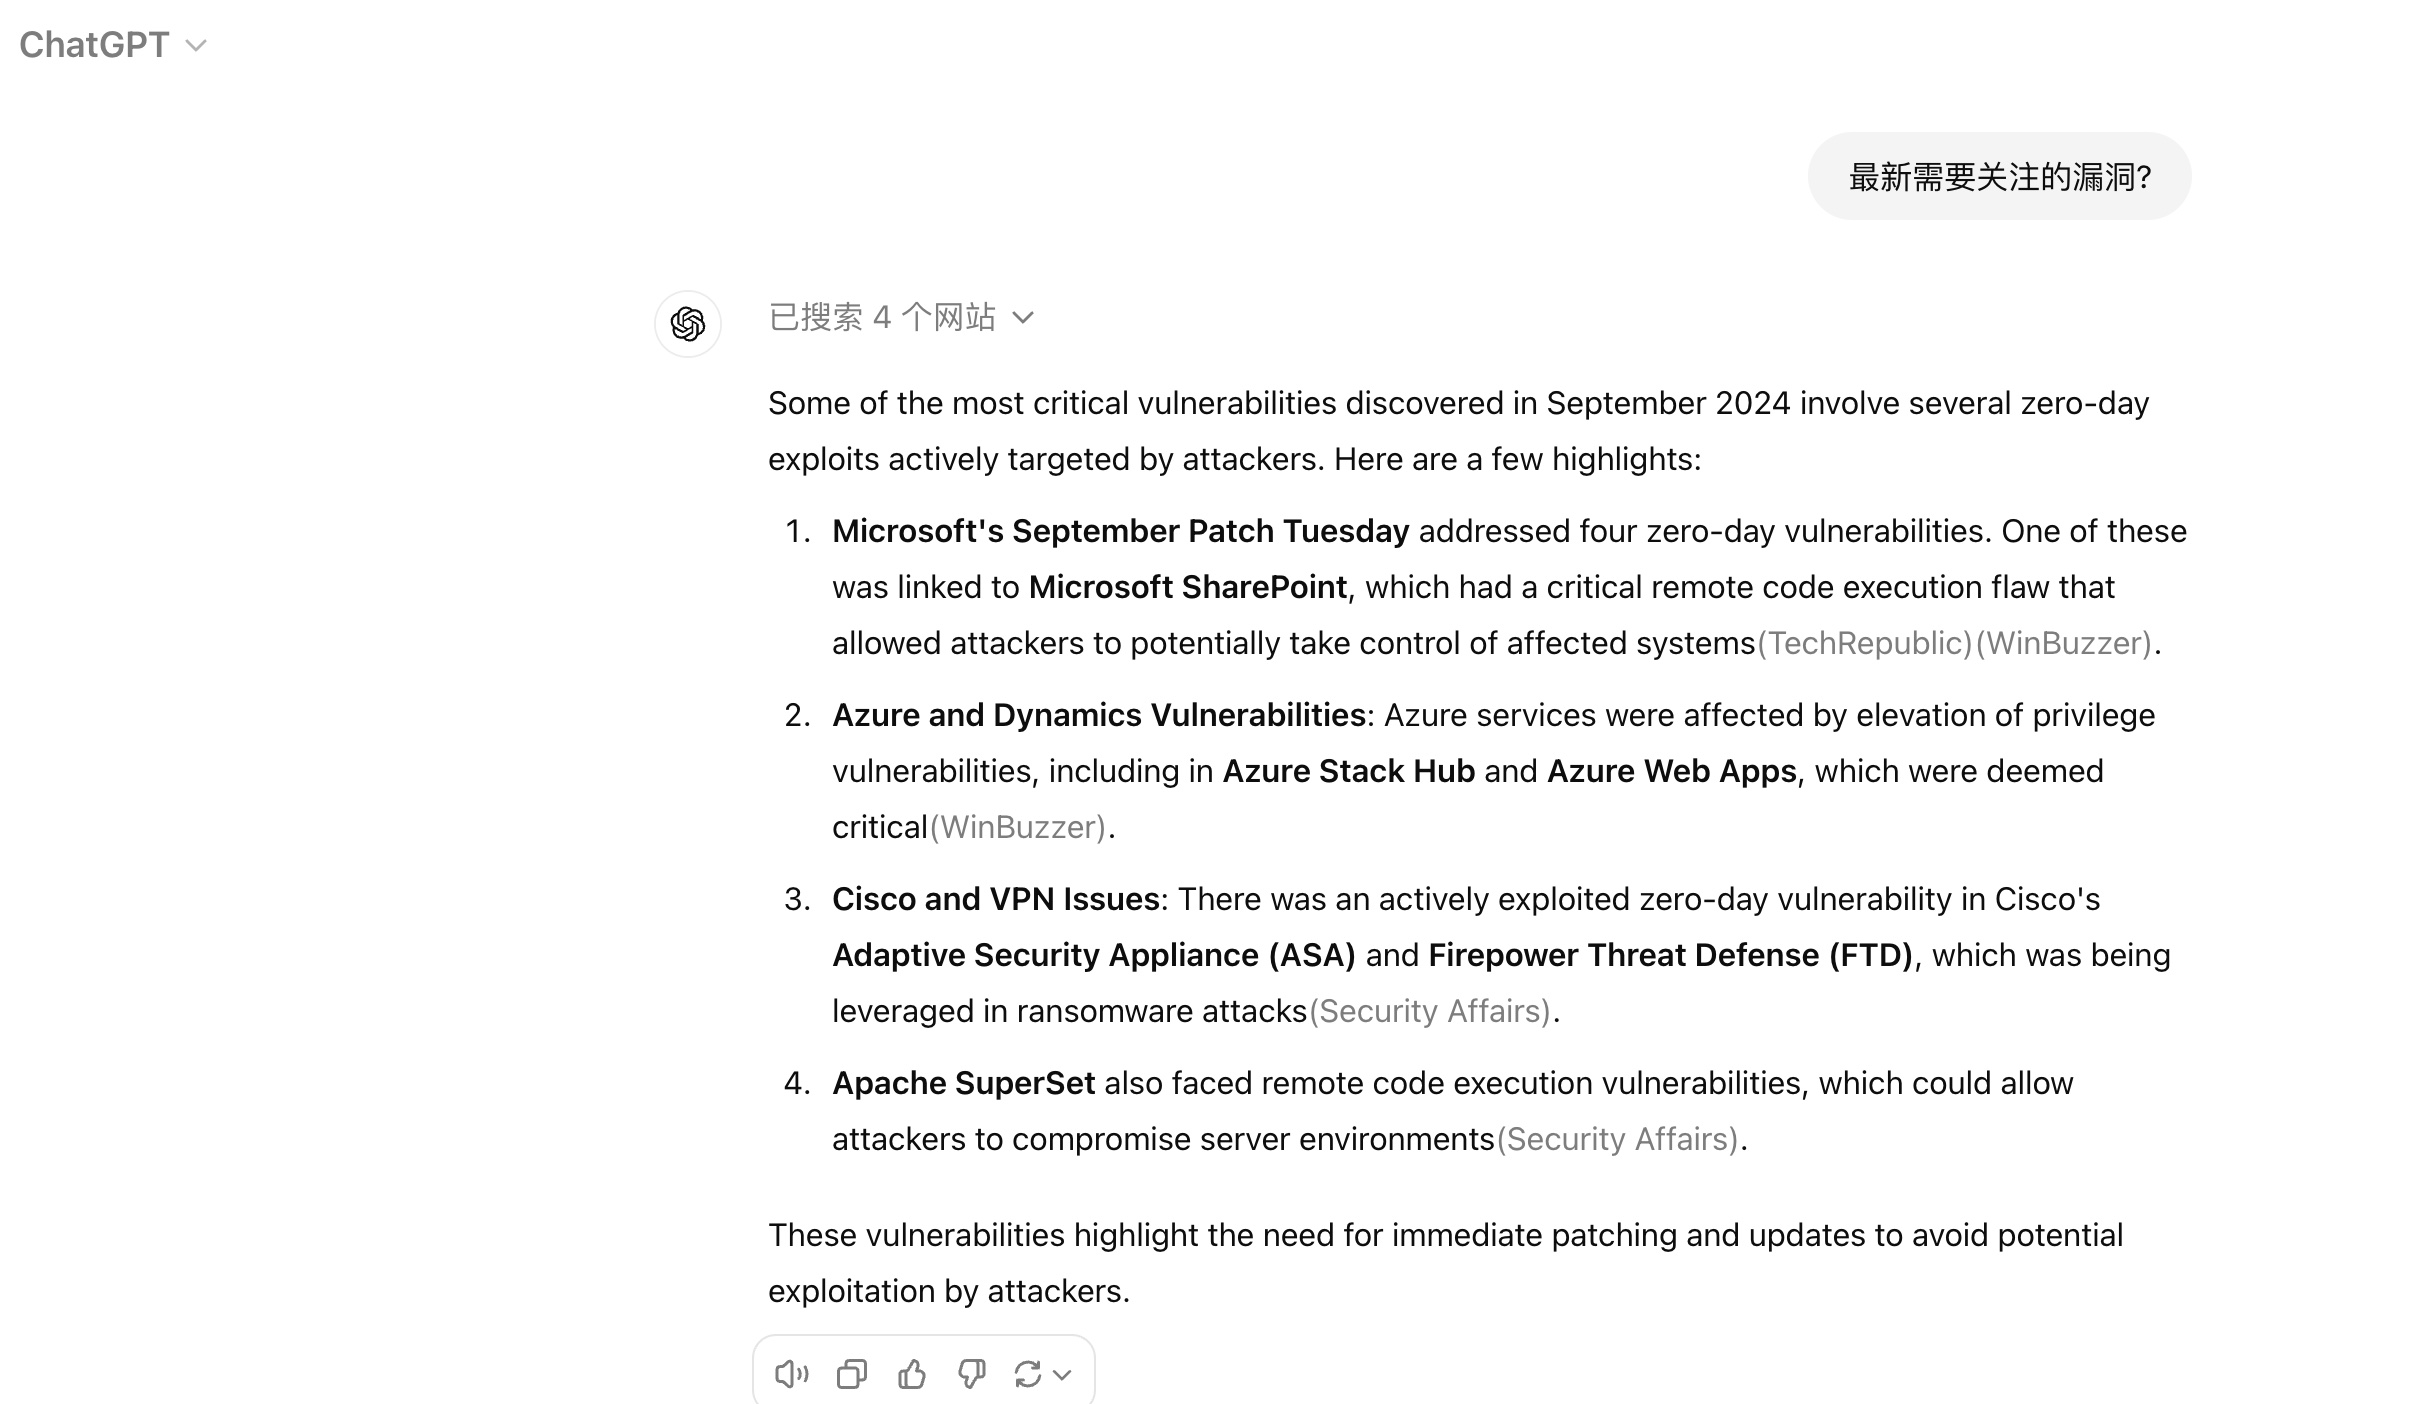 ChatGPT
最新需要关注的漏洞?
已搜索 4 个网站
Some of the most critical vulnerabilities discovered in September 2024 involve several zero-day
exploits actively targeted by attackers. Here are a few highlights:
1. Microsoft's September Patch Tuesday addressed four zero-day vulnerabilities. One of these
was linked to Microsoft SharePoint, which had a critical remote code execution flaw that
allowed attackers to potentially take control of affected systems(TechRepublic)(WinBuzzer).
2. Azure and Dynamics Vulnerabilities: Azure services were affected by elevation of privilege
vulnerabilities, including in Azure Stack Hub and Azure Web Apps, which were deemed
critical(WinBuzzer).
3. Cisco and VPN Issues: There was an actively exploited zero-day vulnerability in Cisco's
Adaptive Security Appliance (ASA) and Firepower Threat Defense (FTD), which was being
leveraged in ransomware attacks(Security Affairs).
4. Apache SuperSet also faced remote code execution vulnerabilities, which could allow
attackers to compromise server environments(Security Affairs).
These vulnerabilities highlight the need for immediate patching and updates to avoid potential
exploitation by attackers.